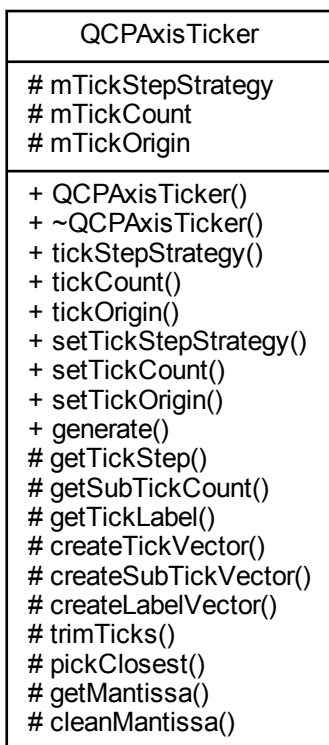 QCPAxisTicker
# mTickStepStrategy
# mTickCount
# mTickOrigin
+ QCPAxisTicker()
+ ~QCPAxisTicker()
+ tickStepStrategy()
+ tickCount()
+ tickOrigin()
+ setTickStepStrategy()
+ setTickCount()
+ setTickOrigin()
+ generate()
# getTickStep()
# getSubTickCount()
# getTickLabel()
# createTickVector()
# createSubTickVector()
# createLabelVector()
# trimTicks()
# pickClosest()
# getMantissa()
# cleanMantissa()